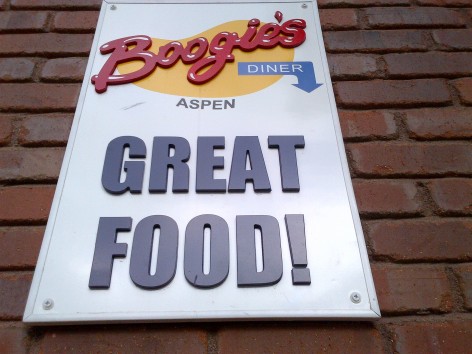 Boogie's
DINER
ASPEN
GREAT
FOOD!